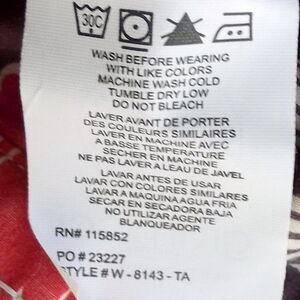 30C
WASH BEFORE WEARING
WITH LIKE COLORS
MACHINE WASH COLD
TUMBLE DRY LOW
DO NOT BLEACH
LAVER AVANT DE PORTER
DES COULEURS SIMILAIRES
LAVER EN MACHINE AVEC
A BASSE TEMPERATURE
SECHER EN MACHINE
NE PAS LAVER A LEAU DE JAVEL
LAVAR ANTES DE USAR
LAVAR CON COLORES SIMILARES
LAVAR A MAQUINA AGUA FRIA
SECAR EN SECADORA BAJA
NO UTILIZAR AGENTE
BLANQUEADOR
RN# 115852
PO # 23227
STYLE # W - 8143 - TA